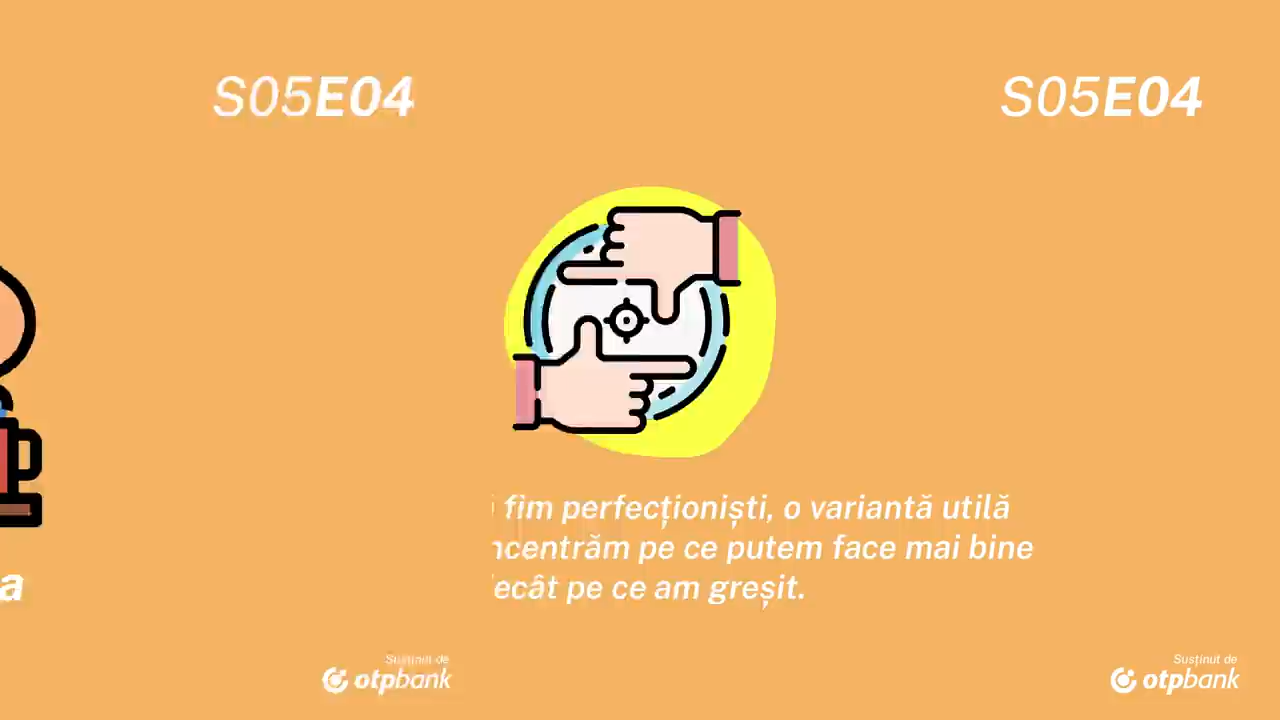 S05E04
S05E04
fim perfecționiști, o variantă utilă
ncentrăm pe ce putem face mai bine
ecât pe ce am greșit.
a
Susținut de
otpbank
Susținut de
otpbank